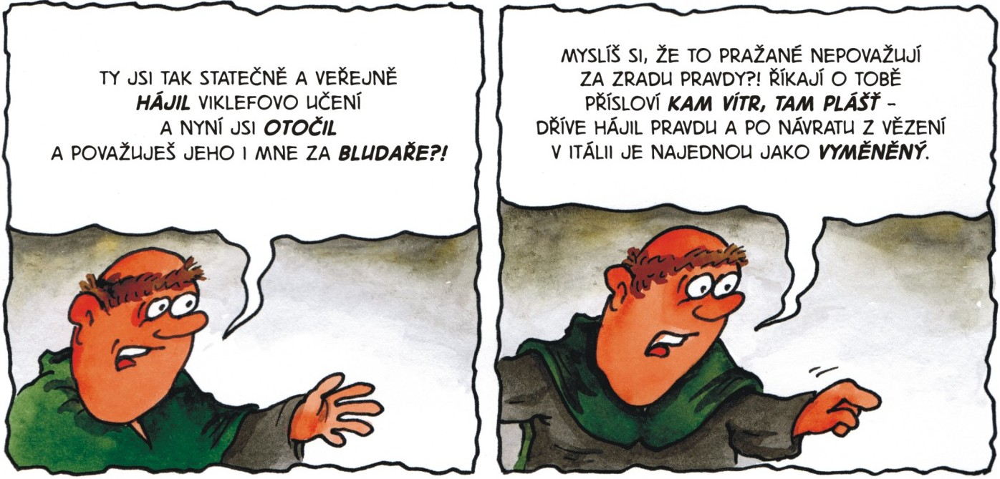 TY JSI TAK STATEČNĚ A VEŘEJNĚ
HÁJIL VIKLEFOVO UČENÍ
A NYNÍ JSI OTOČIL
A POVAŽUJEŠ JEHO I MNE ZA BLUDAŘE?!
MYSLÍŠ SI, ŽE TO PRAŽANÉ NEPOVAŽUJÍ
ZA ZRADU PRAVDY?! ŘÍKAJÍ O TOBĚ
PŘÍSLOVÍ KAM VÍTR, TAM PLÁŠŤ –
DŘÍVE HÁJIL PRAVDU A PO NÁVRATU Z VĚZENÍ
V ITÁLII JE NAJEDNOU JAKO VYMĚNĚNÝ.